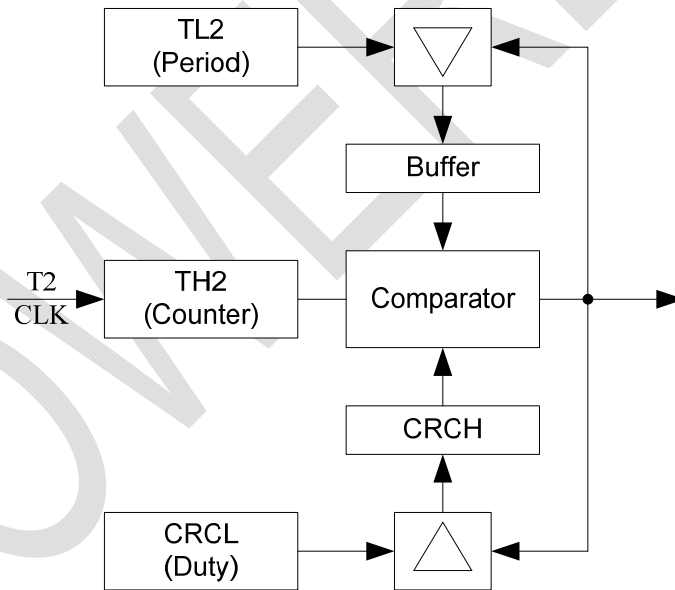 TL2
(Period)
Buffer
T2
CLK
TH2
(Counter)
Comparator
CRCH
CRCL
(Duty)